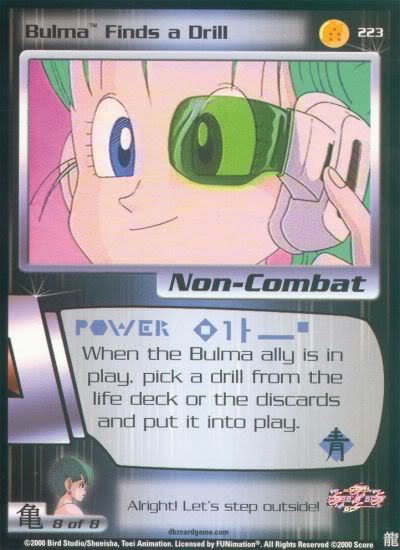 Bulma™ Finds a Drill
223
Non-Combat
POWER
When the Bulma ally is in
play, pick a drill from the
life deck or the discards
and put it into play.
青
亀
8 of 8
Alright! Let's step outside!
dbzcardgame.com
©2000 Bird Studio/Shueisha, Toei Animation. Licensed by FUNimation®. All Rights Reserved ©2000 Score
龍